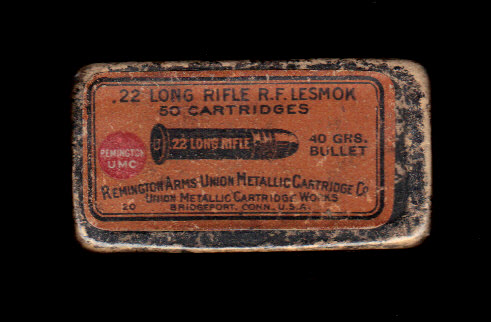 .22 LONG RIFLE R.F. LESMOK
50 CARTRIDGES
.22 LONG RIFLE
40 GRS.
BULLET
REMINGTON
UMC
REMINGTON ARMS UNION METALLIC CARTRIDGE CO
UNION METALLIC CARTRIDGE WORKS
20
BRIDGEPORT, CONN. U.S.A.